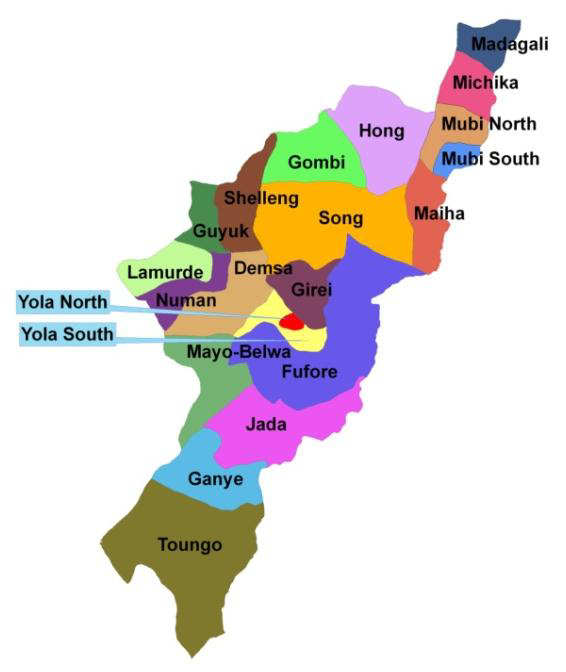 Madagali
Michika
Mubi North
Hong
Mubi South
Gombi
Shelleng
Maiha
Song
Guyuk
Demsa
Lamurde
Girei
Numan
Yola North
Yola South
Mayo-Belwa
Fufore
Jada
Ganye
Toungo